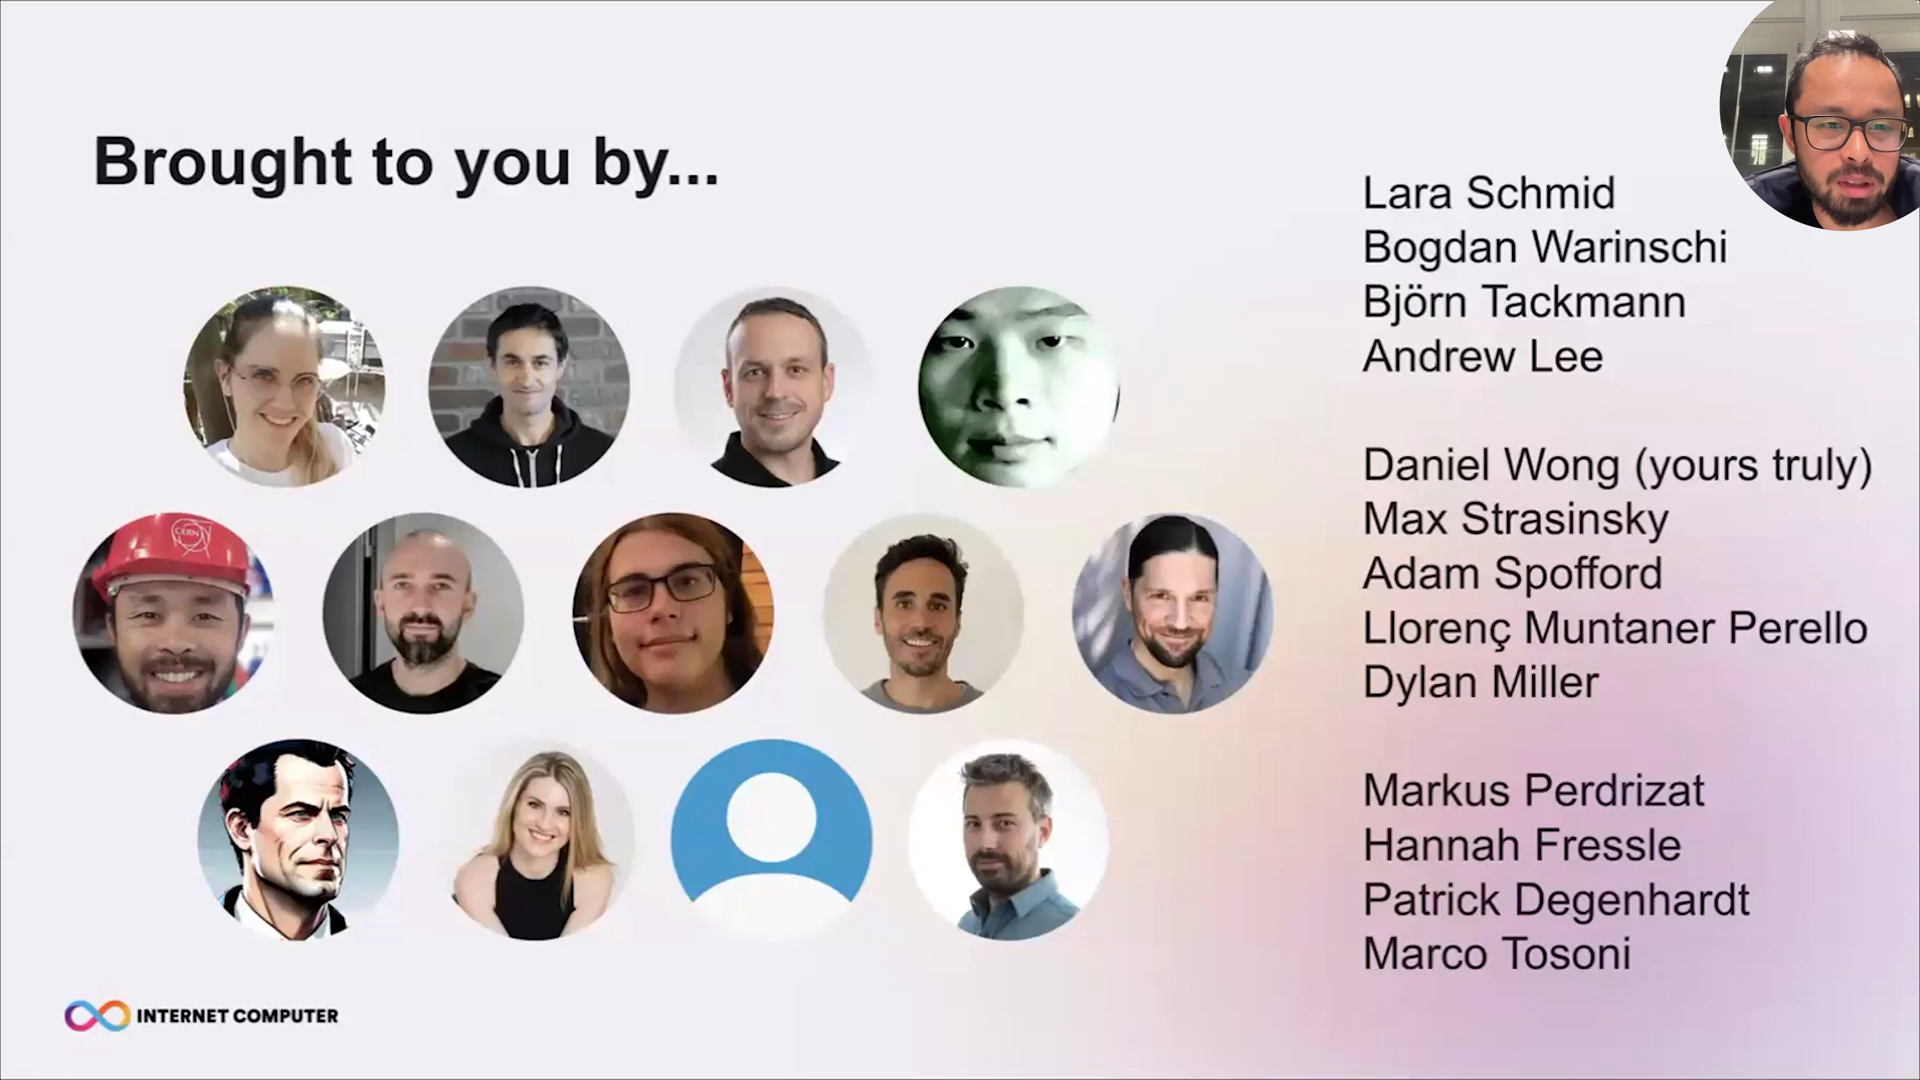 Brought to you by...
Lara Schmid
Bogdan Warinschi
Björn Tackmann
Andrew Lee
Daniel Wong (yours truly)
Max Strasinsky
Adam Spofford
Llorenç Muntaner Perello
Dylan Miller
Markus Perdrizat
Hannah Fressle
Patrick Degenhardt
Marco Tosoni
CERN
INTERNET COMPUTER